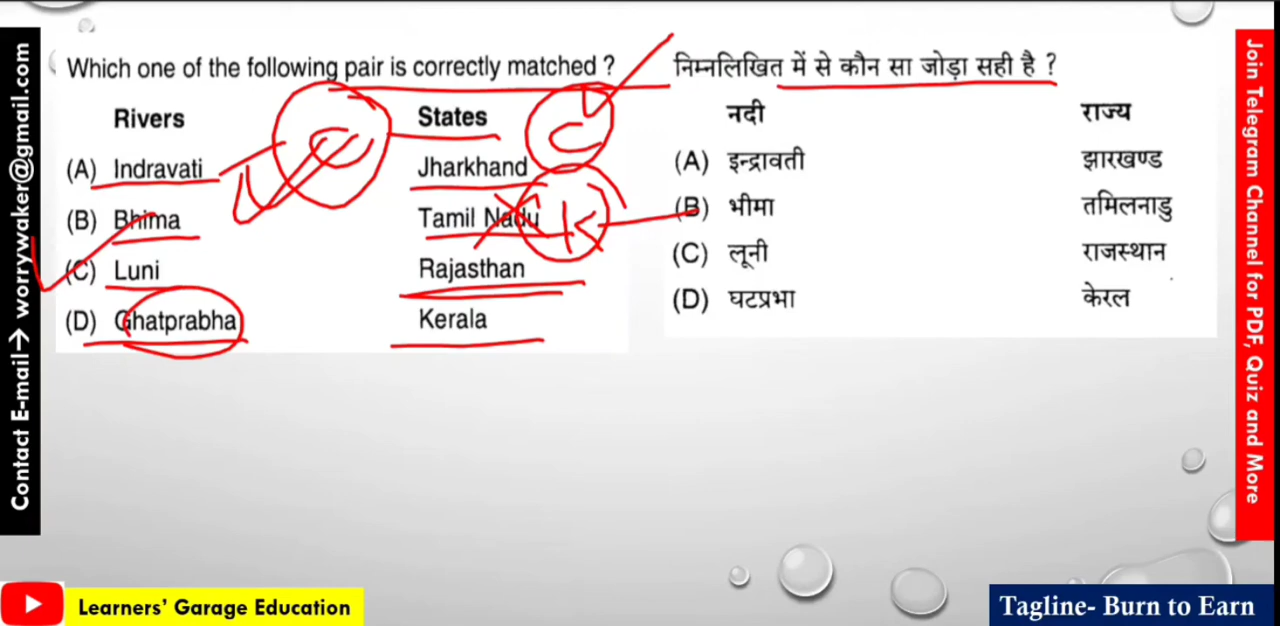 Which one of the following pair is correctly matched ?
Rivers States
(A) Indravati Jharkhand
(B) Bhima Tamil Nadu
(C) Luni Rajasthan
(D) Ghatprabha Kerala
C
C
K
निम्नलिखित में से कौन सा जोड़ा सही है ?
नदी राज्य
(A) इन्द्रावती झारखण्ड
(B) भीमा तमिलनाडु
(C) लूनी राजस्थान
(D) घटप्रभा केरल
Contact E-mail→ worrywaker@gmail.com
Join Telegram Channel for PDF, Quiz and More
Learners’ Garage Education
Tagline- Burn to Earn